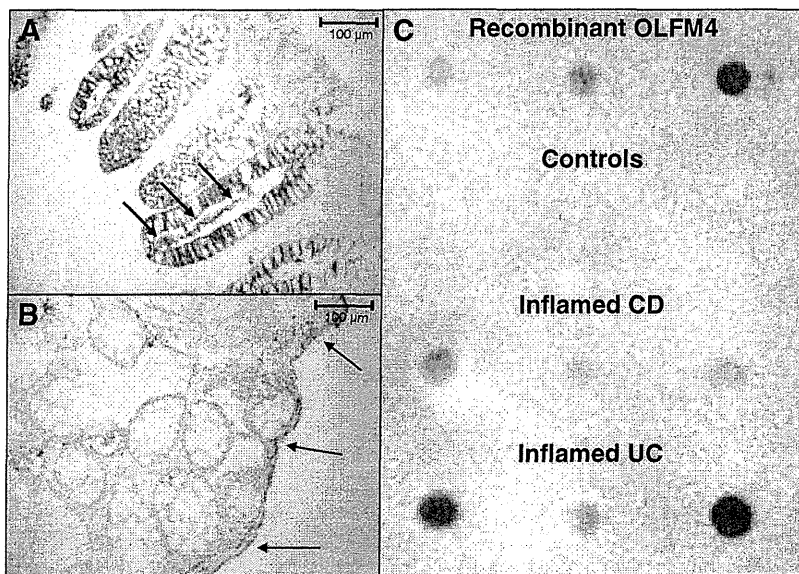 A
100 µm
B
100 µm
C
Recombinant OLFM4
Controls
Inflamed CD
Inflamed UC